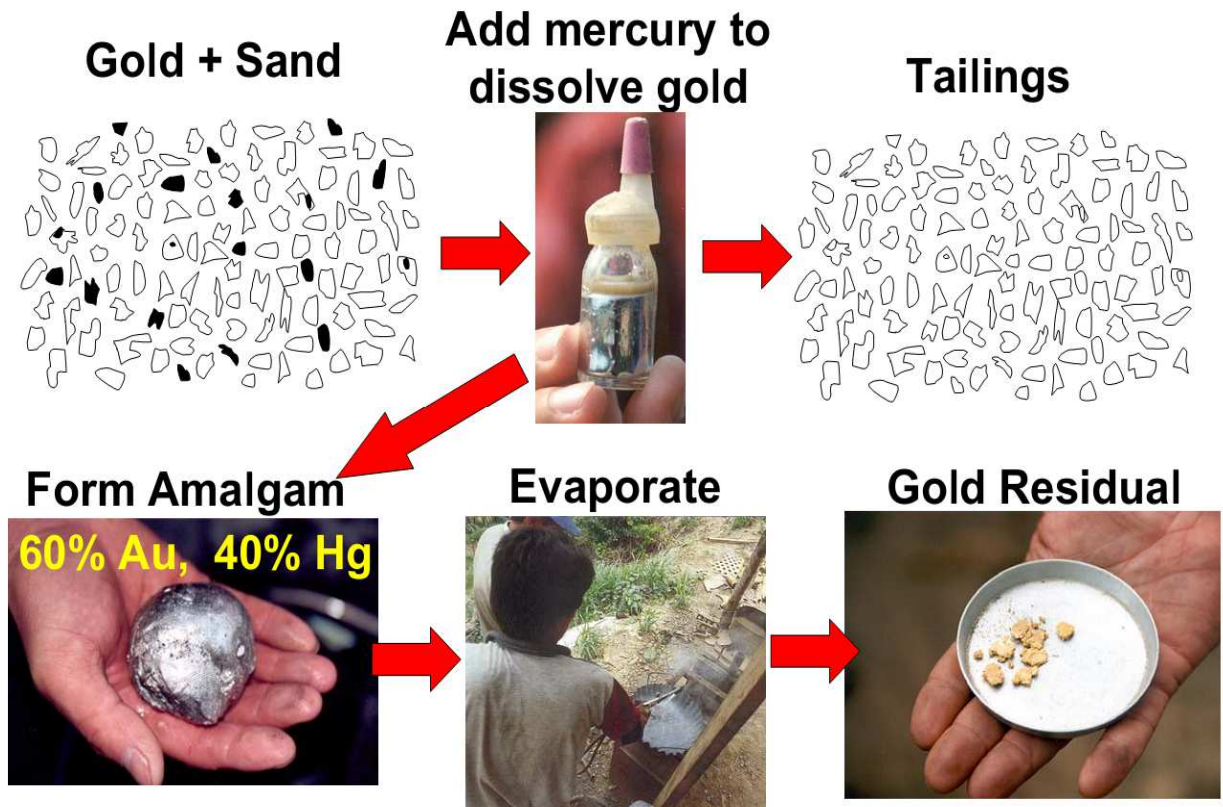 Gold + Sand
Add mercury to
dissolve gold
Tailings
Form Amalgam
60% Au, 40% Hg
Evaporate
Gold Residual